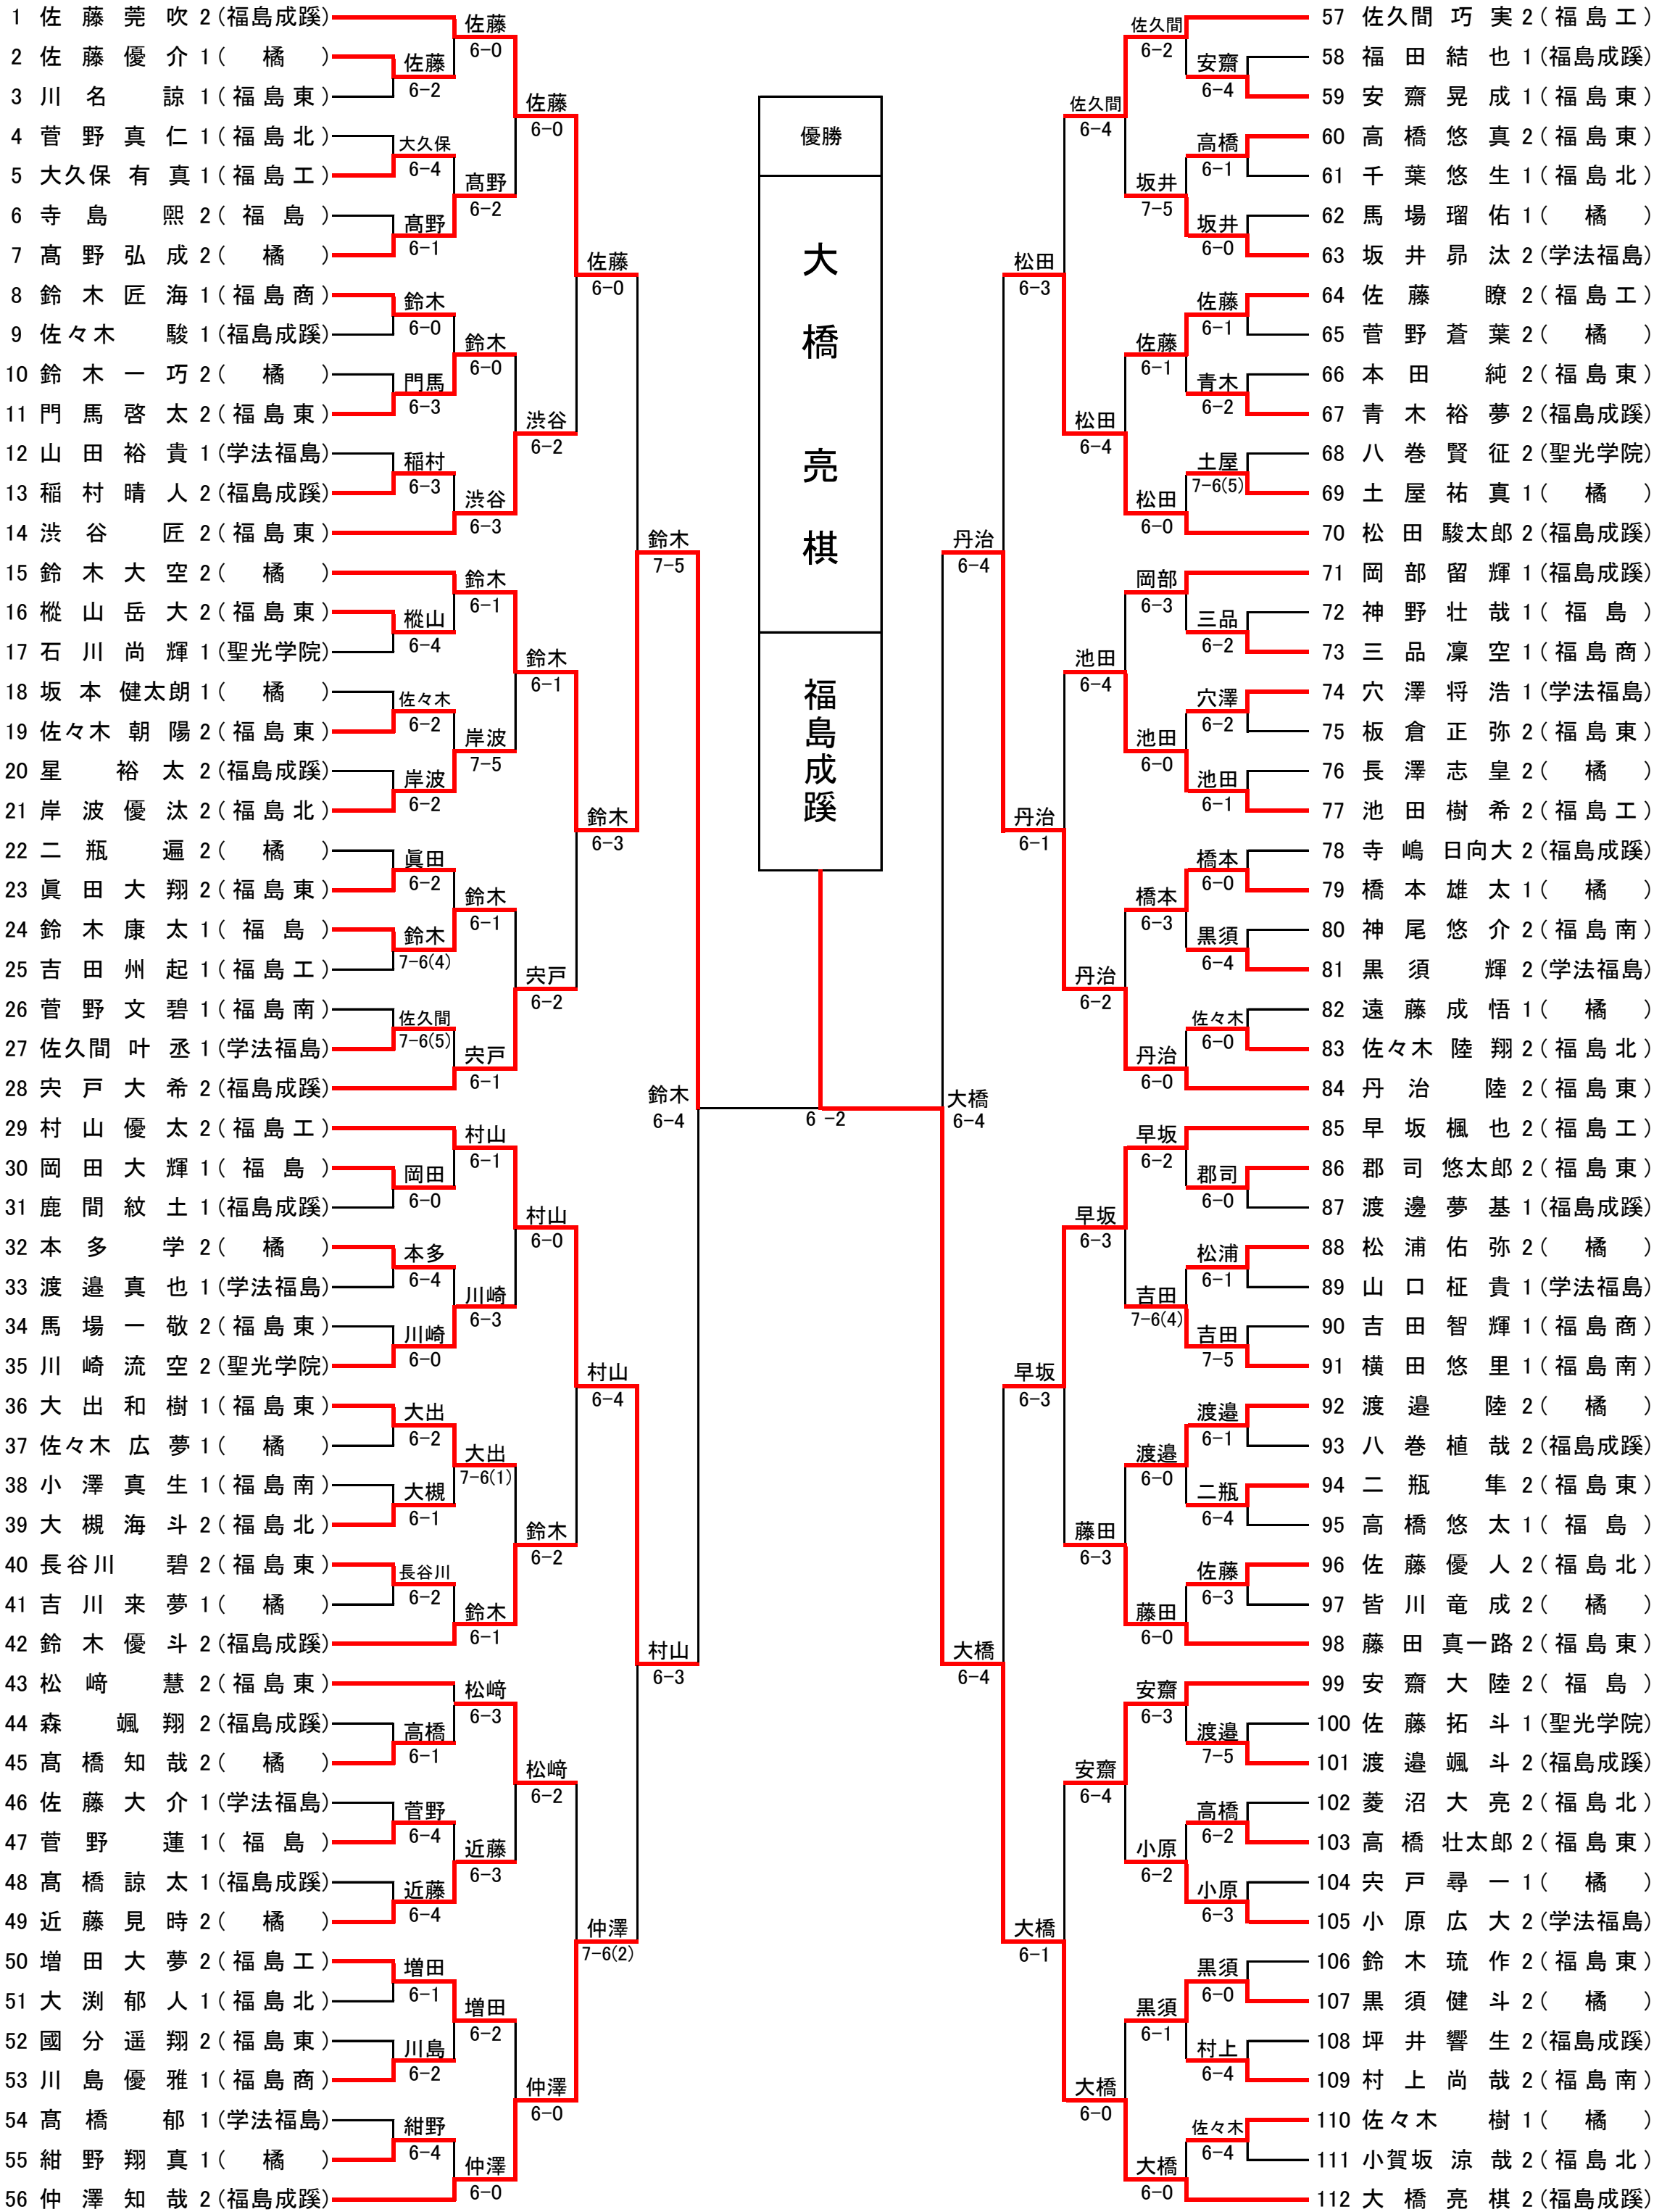 1 佐藤莞吹 2 (福島成蹊)
2 佐藤優介 1 (橘)
3 川名諒 1 (福島東)
4 菅野真仁 1 (福島北)
5 大久保有真 1 (福島工)
6 寺島熙 2 (福島)
7 髙野弘成 2 (橘)
8 鈴木匠海 1 (福島商)
9 佐々木駿 1 (福島成蹊)
10 鈴木一巧 2 (橘)
11 門馬啓太 2 (福島東)
12 山田裕貴 1 (学法福島)
13 稲村晴人 2 (福島成蹊)
14 渋谷匠 2 (福島東)
15 鈴木大空 2 (橘)
16 樅山岳大 2 (福島東)
17 石川尚輝 1 (聖光学院)
18 坂本健太朗 1 (橘)
19 佐々木朝陽 2 (福島東)
20 星裕太 2 (福島成蹊)
21 岸波優汰 2 (福島北)
22 二瓶遍 2 (橘)
23 眞田大翔 2 (福島東)
24 鈴木康太 1 (福島)
25 吉田州起 1 (福島工)
26 菅野文碧 1 (福島南)
27 佐久間叶丞 1 (学法福島)
28 宍戸大希 2 (福島成蹊)
29 村山優太 2 (福島工)
30 岡田大輝 1 (福島)
31 鹿間紋土 1 (福島成蹊)
32 本多学 2 (橘)
33 渡邉真也 1 (学法福島)
34 馬場一敬 2 (福島東)
35 川崎流空 2 (聖光学院)
36 大出和樹 1 (福島東)
37 佐々木広夢 1 (橘)
38 小澤真生 1 (福島南)
39 大槻海斗 2 (福島北)
40 長谷川碧 2 (福島東)
41 吉川来夢 1 (橘)
42 鈴木優斗 2 (福島成蹊)
43 松﨑慧 2 (福島東)
44 森颯翔 2 (福島成蹊)
45 髙橋知哉 2 (橘)
46 佐藤大介 1 (学法福島)
47 菅野蓮 1 (福島)
48 髙橋諒太 1 (福島成蹊)
49 近藤見時 2 (橘)
50 増田大夢 2 (福島工)
51 大渕郁人 1 (福島北)
52 國分遥翔 2 (福島東)
53 川島優雅 1 (福島商)
54 髙橋郁 1 (学法福島)
55 紺野翔真 1 (橘)
56 仲澤知哉 2 (福島成蹊)
佐藤 6-2
大久保 6-4
髙野 6-1
鈴木 6-0
門馬 6-3
稲村 6-3
樅山 6-4
佐々木 6-2
岸波 6-2
眞田 6-2
鈴木 7-6(4)
佐久間 7-6(5)
岡田 6-0
本多 6-4
川崎 6-0
大出 6-2
大槻 6-1
長谷川 6-2
高橋 6-1
菅野 6-4
近藤 6-4
増田 6-1
川島 6-2
紺野 6-4
佐藤 6-0
髙野 6-2
鈴木 6-0
渋谷 6-3
鈴木 6-1
岸波 7-5
鈴木 6-1
宍戸 6-1
村山 6-1
川崎 6-3
大出 7-6(1)
鈴木 6-1
松﨑 6-3
近藤 6-3
増田 6-2
仲澤 6-0
佐藤 6-0
渋谷 6-2
鈴木 6-1
宍戸 6-2
村山 6-0
鈴木 6-2
松﨑 6-2
仲澤 6-0
佐藤 6-0
鈴木 6-3
村山 6-4
仲澤 7-6(2)
鈴木 7-5
村山 6-3
鈴木 6-4
優勝
大橋亮棋
福島成蹊
6 -2
大橋 6-4
丹治 6-4
大橋 6-4
松田 6-3
丹治 6-1
早坂 6-3
大橋 6-1
佐久間 6-4
松田 6-4
池田 6-4
丹治 6-2
早坂 6-3
藤田 6-3
安齋 6-4
大橋 6-0
佐久間 6-2
坂井 7-5
佐藤 6-1
松田 6-0
岡部 6-3
池田 6-0
橋本 6-3
丹治 6-0
早坂 6-2
吉田 7-6(4)
渡邉 6-0
藤田 6-0
安齋 6-3
小原 6-2
黒須 6-1
大橋 6-0
安齋 6-4
高橋 6-1
坂井 6-0
佐藤 6-1
青木 6-2
土屋 7-6(5)
三品 6-2
穴澤 6-2
池田 6-1
橋本 6-0
黒須 6-4
佐々木 6-0
郡司 6-0
松浦 6-1
吉田 7-5
渡邉 6-1
二瓶 6-4
佐藤 6-3
渡邉 7-5
高橋 6-2
小原 6-3
黒須 6-0
村上 6-4
佐々木 6-4
57 佐久間巧実 2 (福島工)
58 福田結也 1 (福島成蹊)
59 安齋晃成 1 (福島東)
60 高橋悠真 2 (福島東)
61 千葉悠生 1 (福島北)
62 馬場瑠佑 1 (橘)
63 坂井昴汰 2 (学法福島)
64 佐藤暸 2 (福島工)
65 菅野蒼葉 2 (橘)
66 本田純 2 (福島東)
67 青木裕夢 2 (福島成蹊)
68 八巻賢征 2 (聖光学院)
69 土屋祐真 1 (橘)
70 松田駿太郎 2 (福島成蹊)
71 岡部留輝 1 (福島成蹊)
72 神野壮哉 1 (福島)
73 三品凜空 1 (福島商)
74 穴澤将浩 1 (学法福島)
75 板倉正弥 2 (福島東)
76 長澤志皇 2 (橘)
77 池田樹希 2 (福島工)
78 寺嶋日向大 2 (福島成蹊)
79 橋本雄太 1 (橘)
80 神尾悠介 2 (福島南)
81 黒須輝 2 (学法福島)
82 遠藤成悟 1 (橘)
83 佐々木陸翔 2 (福島北)
84 丹治陸 2 (福島東)
85 早坂楓也 2 (福島工)
86 郡司悠太郎 2 (福島東)
87 渡邊夢基 1 (福島成蹊)
88 松浦佑弥 2 (橘)
89 山口柾貴 1 (学法福島)
90 吉田智輝 1 (福島商)
91 横田悠里 1 (福島南)
92 渡邉陸 2 (橘)
93 八巻植哉 2 (福島成蹊)
94 二瓶隼 2 (福島東)
95 高橋悠太 1 (福島)
96 佐藤優人 2 (福島北)
97 皆川竜成 2 (橘)
98 藤田真一路 2 (福島東)
99 安齋大陸 2 (福島)
100 佐藤拓斗 1 (聖光学院)
101 渡邉颯斗 2 (福島成蹊)
102 菱沼大亮 2 (福島北)
103 高橋壮太郎 2 (福島東)
104 宍戸尋一 1 (橘)
105 小原広大 2 (学法福島)
106 鈴木琉作 2 (福島東)
107 黒須健斗 2 (橘)
108 坪井響生 2 (福島成蹊)
109 村上尚哉 2 (福島南)
110 佐々木樹 1 (橘)
111 小賀坂涼哉 2 (福島北)
112 大橋亮棋 2 (福島成蹊)